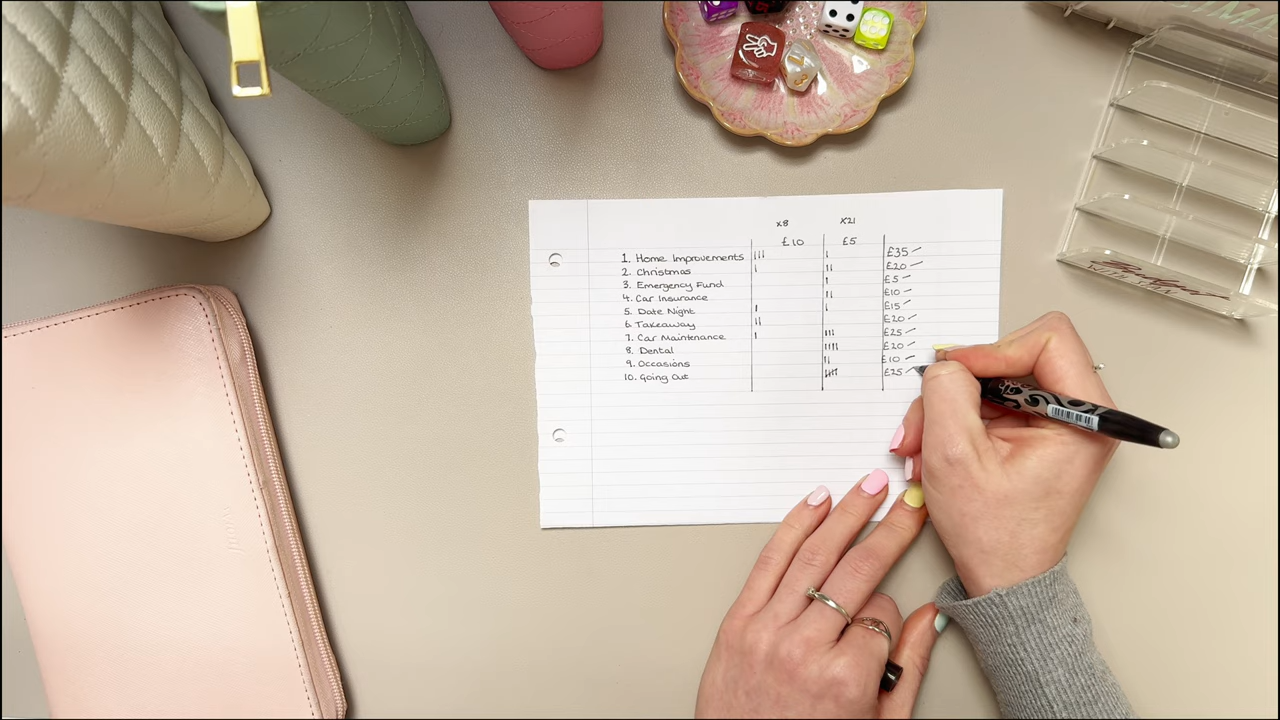 x8 x21
£10 £5
1. Home Improvements ||| | £35
2. Christmas | || £20
3. Emergency Fund | £5
4. Car Insurance || £10
5. Date Night | | £15
6. Takeaway || £20
7. Car Maintenance | ||| £25
8. Dental |||| £20
9. Occasions || £10
10. Going Out 𝍸 £25